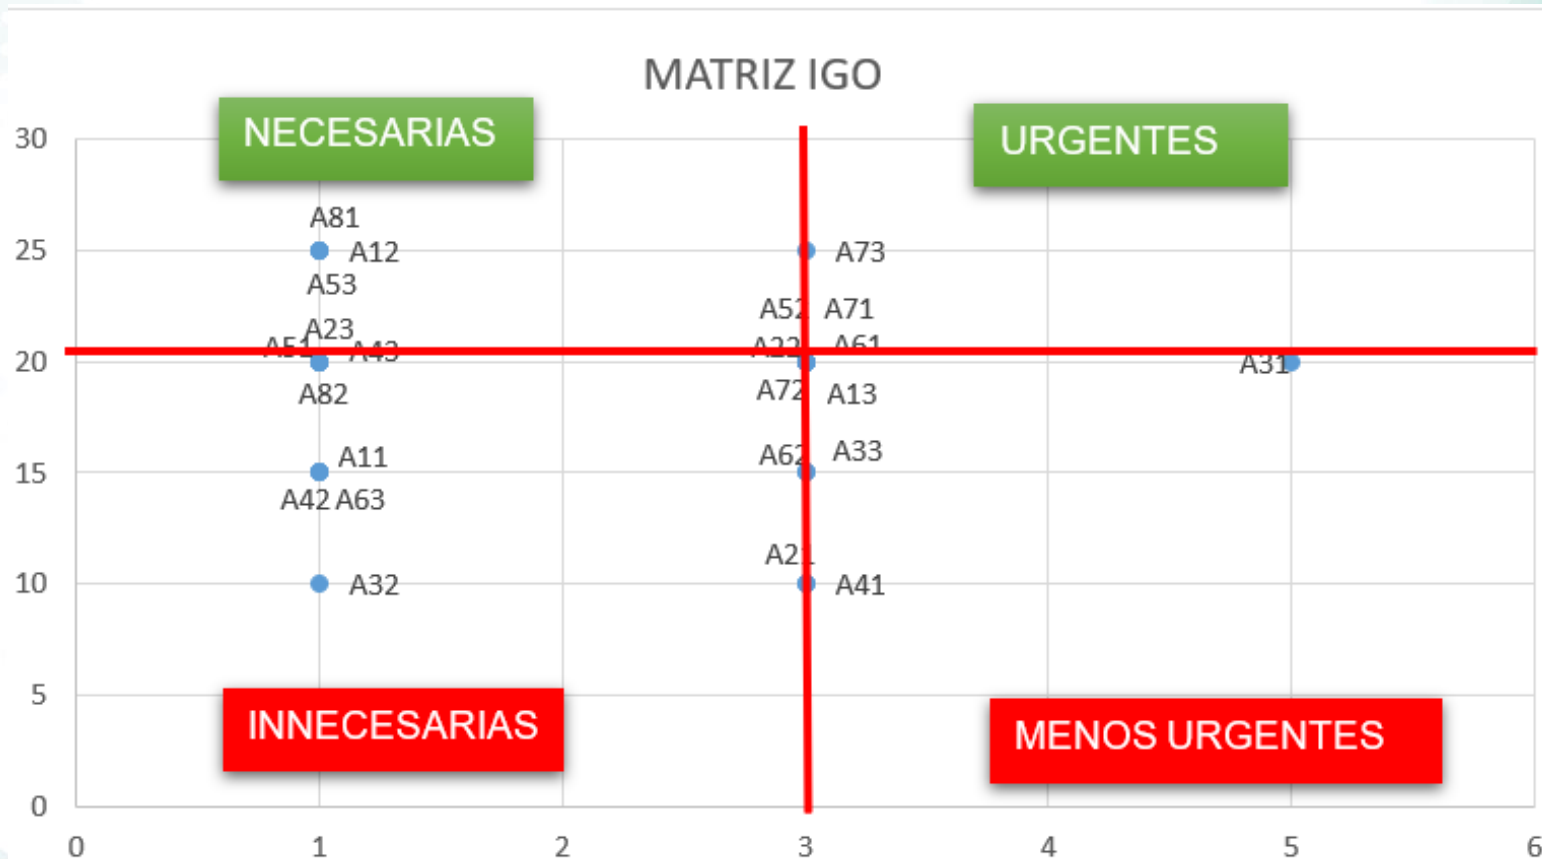 MATRIZ IGO
NECESARIAS
URGENTES
30
A81
25
A12
A73
A53
A52
A71
A23
A51
A43
A22
A61
20
A31
A82
A72
A13
A11
A62
A33
15
A42
A63
A21
10
A32
A41
5
INNECESARIAS
MENOS URGENTES
0
0 1 2 3 4 5 6